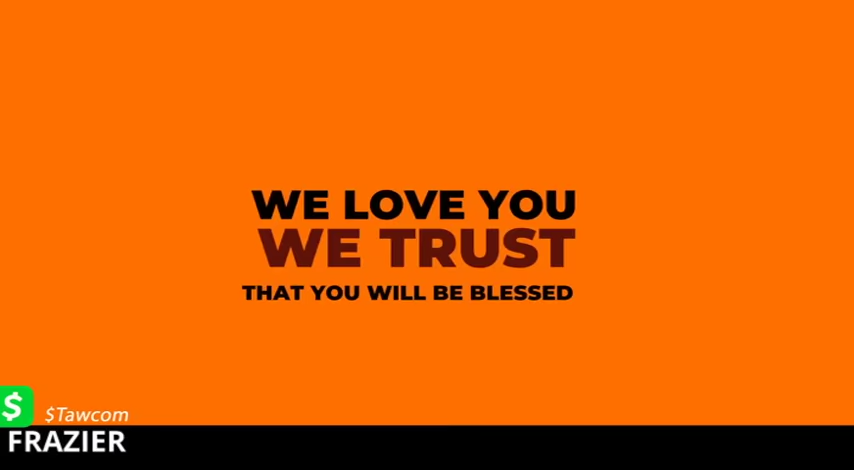 WE LOVE YOU
WE TRUST
THAT YOU WILL BE BLESSED
$
$Tawcom
FRAZIER